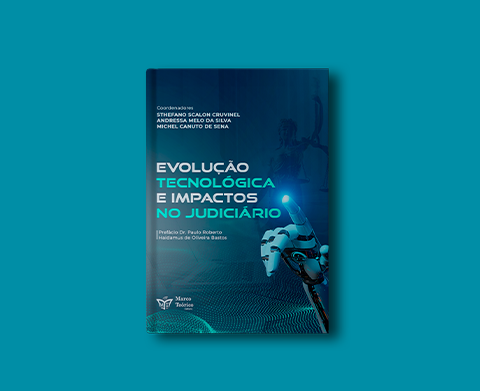 Coordenadores
STHEFANO SCALON CRUVINEL
ANDRESSA MELO DA SILVA
MICHEL CANUTO DE SENA
EVOLUÇÃO
TECNOLÓGICA
E IMPACTOS
NO JUDICIÁRIO
Prefácio Dr. Paulo Roberto
Haidamus de Oliveira Bastos
Marco
Teórico